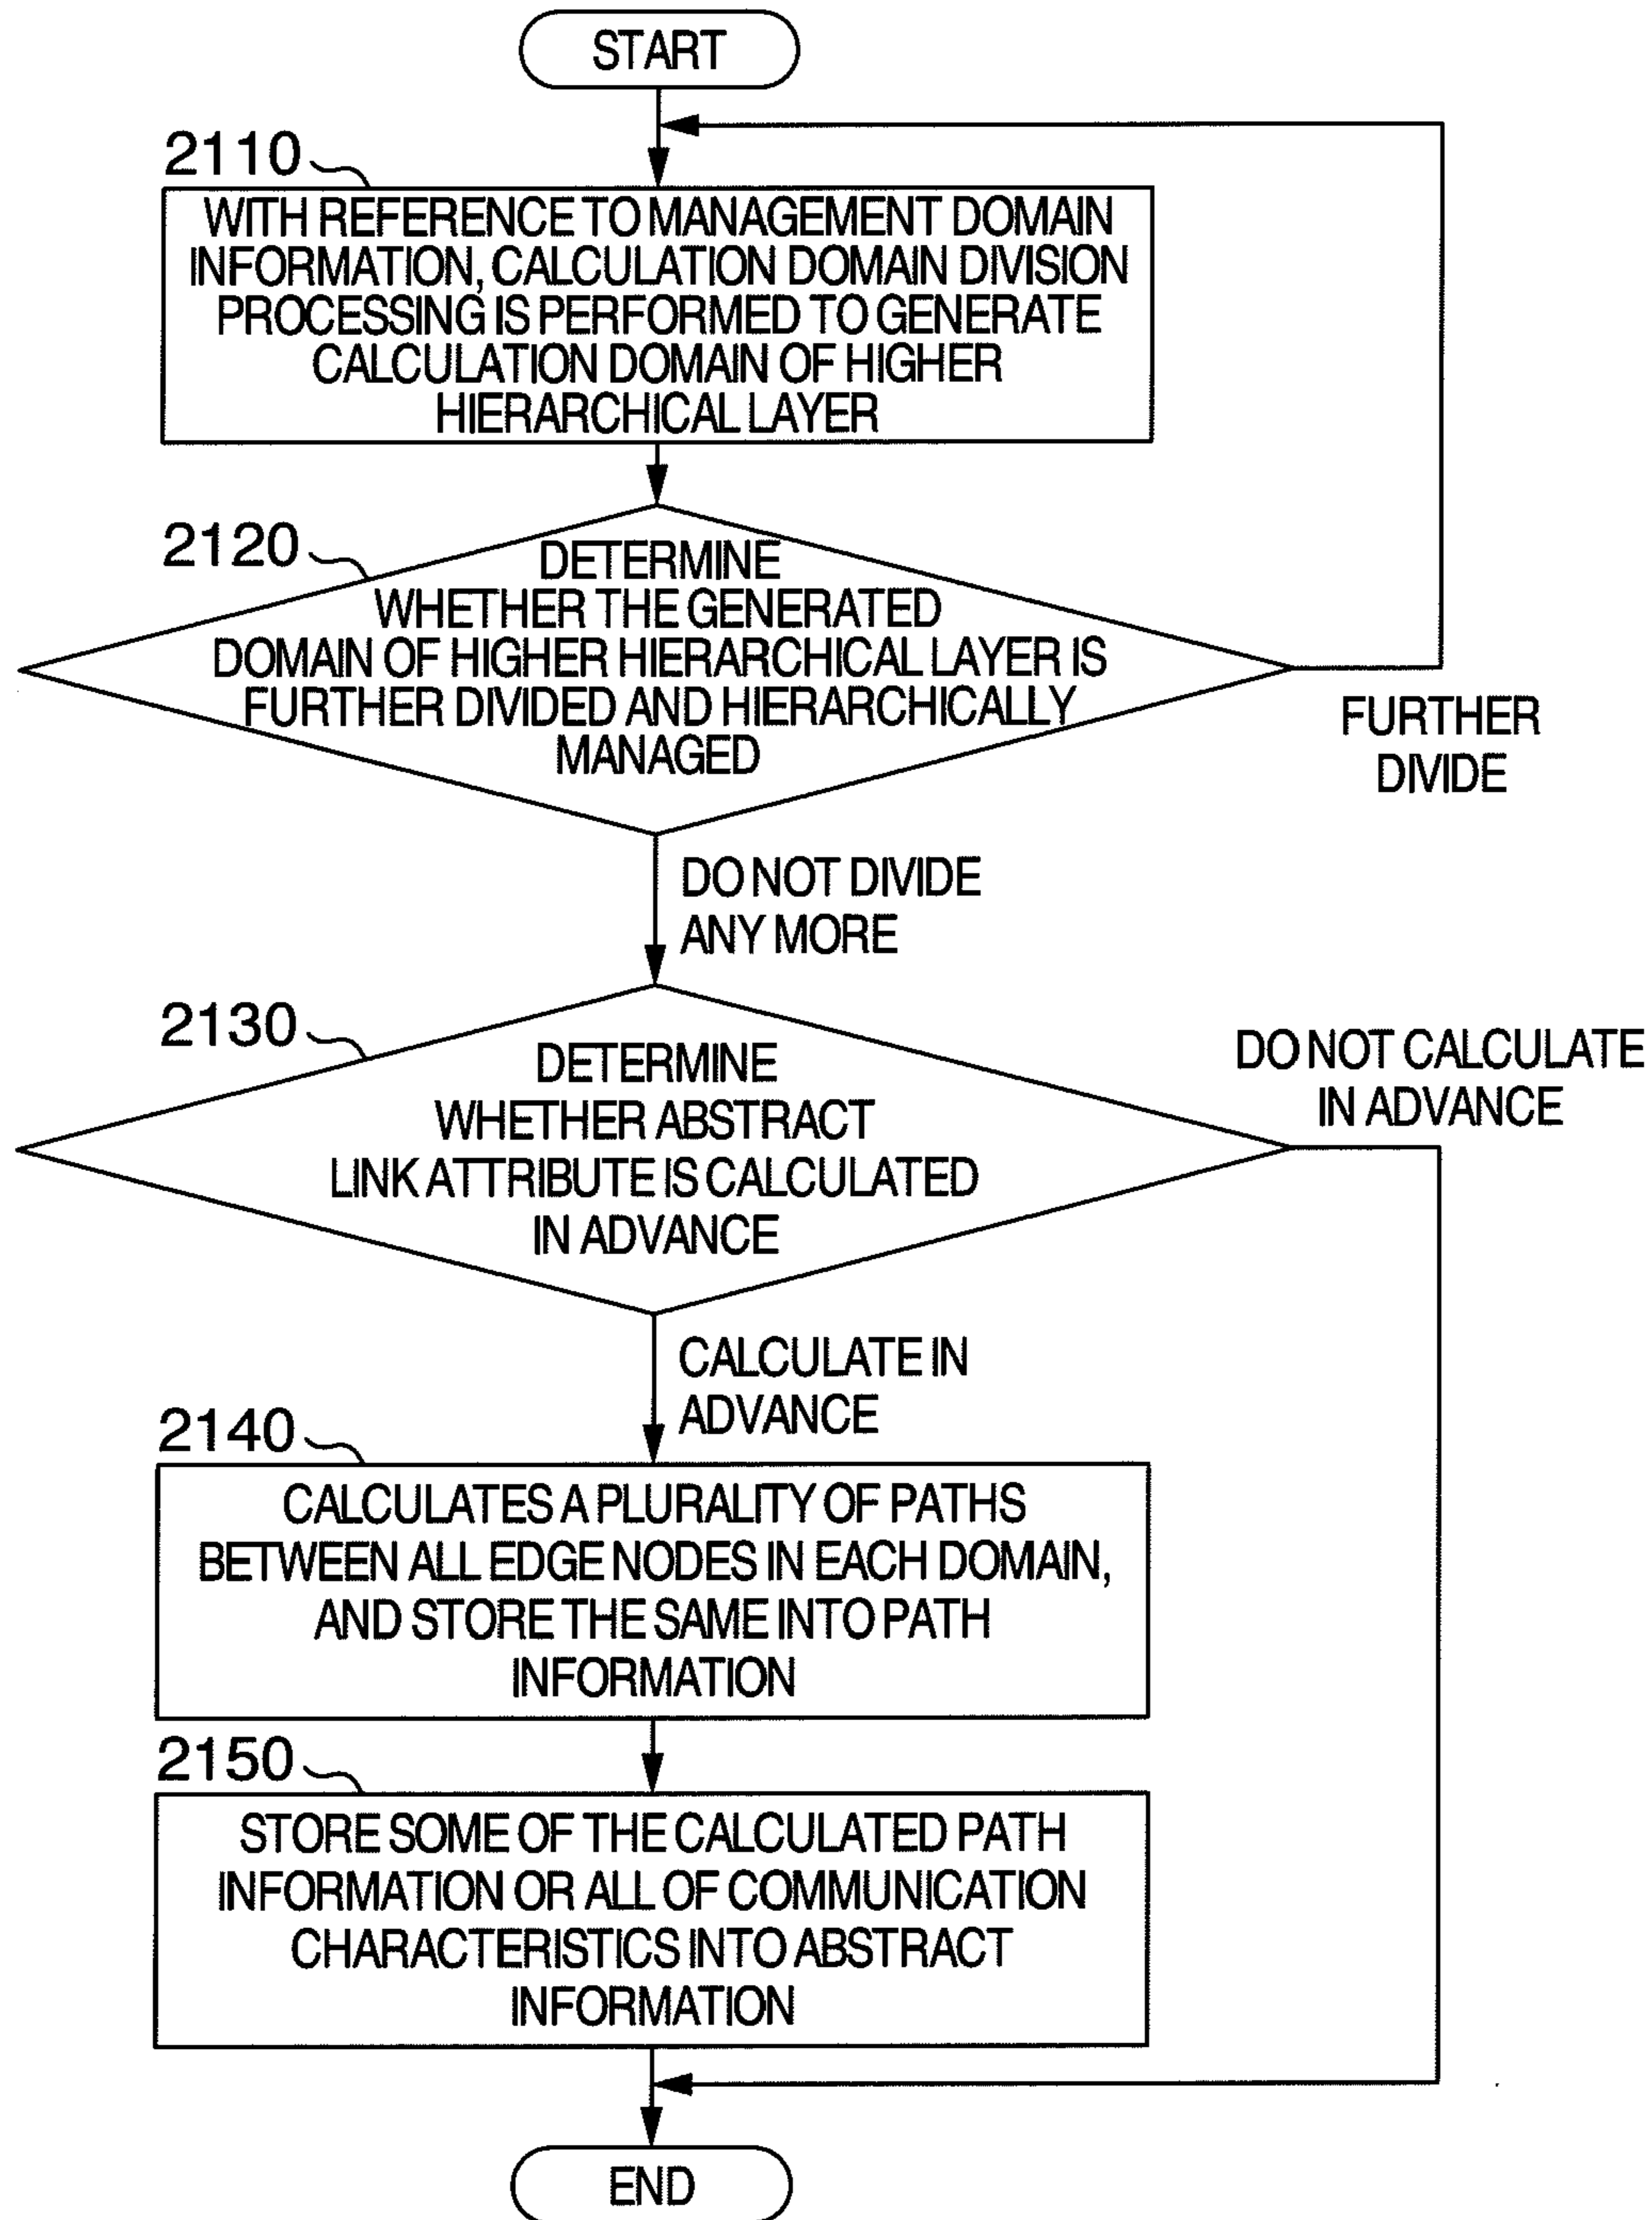 START
2110
WITH REFERENCE TO MANAGEMENT DOMAIN
INFORMATION, CALCULATION DOMAIN DIVISION
PROCESSING IS PERFORMED TO GENERATE
CALCULATION DOMAIN OF HIGHER
HIERARCHICAL LAYER
2120
DETERMINE
WHETHER THE GENERATED
DOMAIN OF HIGHER HIERARCHICAL LAYER IS
FURTHER DIVIDED AND HIERARCHICALLY
MANAGED
FURTHER
DIVIDE
DO NOT DIVIDE
ANY MORE
2130
DETERMINE
WHETHER ABSTRACT
LINK ATTRIBUTE IS CALCULATED
IN ADVANCE
DO NOT CALCULATE
IN ADVANCE
CALCULATE IN
ADVANCE
2140
CALCULATES A PLURALITY OF PATHS
BETWEEN ALL EDGE NODES IN EACH DOMAIN,
AND STORE THE SAME INTO PATH
INFORMATION
2150
STORE SOME OF THE CALCULATED PATH
INFORMATION OR ALL OF COMMUNICATION
CHARACTERISTICS INTO ABSTRACT
INFORMATION
END